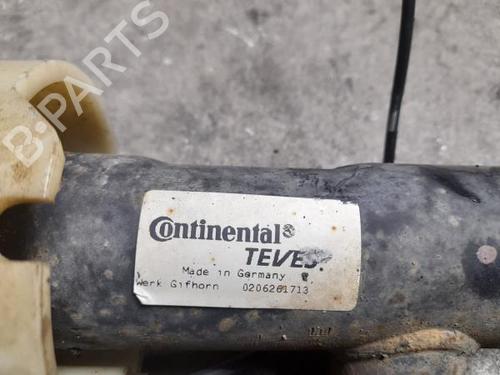 B-PARTS
Continental
TEVES
Made in Germany
Werk Gifhorn 0206261713